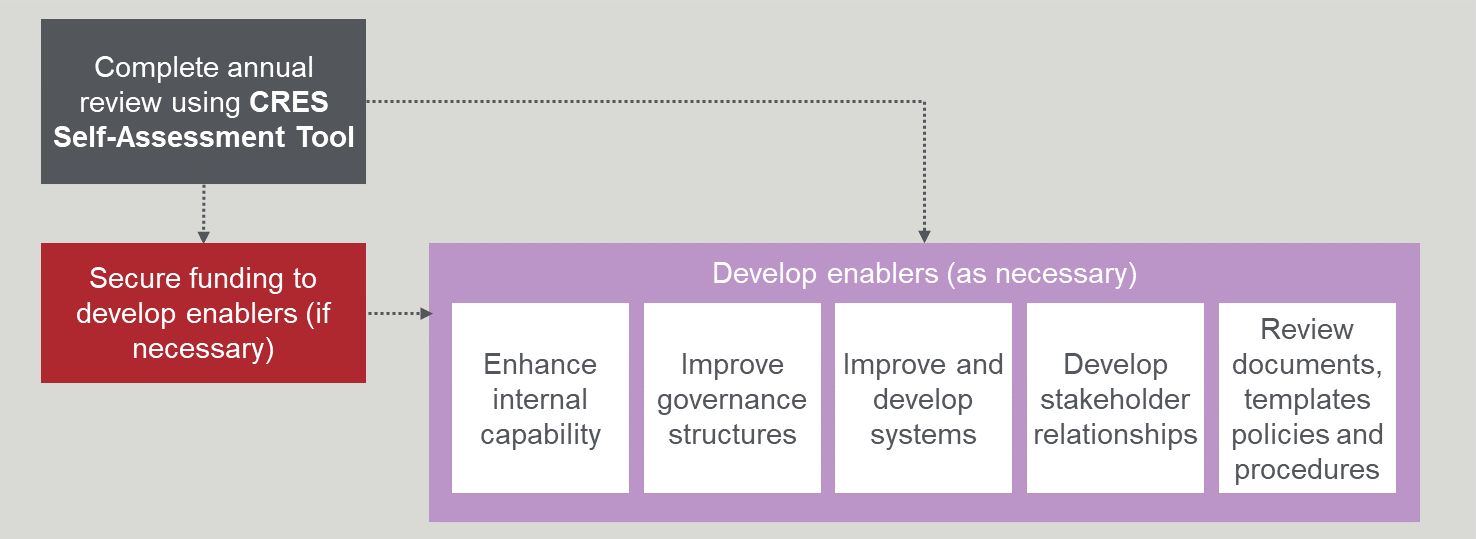 Complete annual
review using CRES
Self-Assessment Tool
Secure funding to
develop enablers (if
necessary)
Develop enablers (as necessary)
Enhance
internal
capability
Improve
governance
structures
Improve and
develop
systems
Develop
stakeholder
relationships
Review
documents,
templates
policies and
procedures